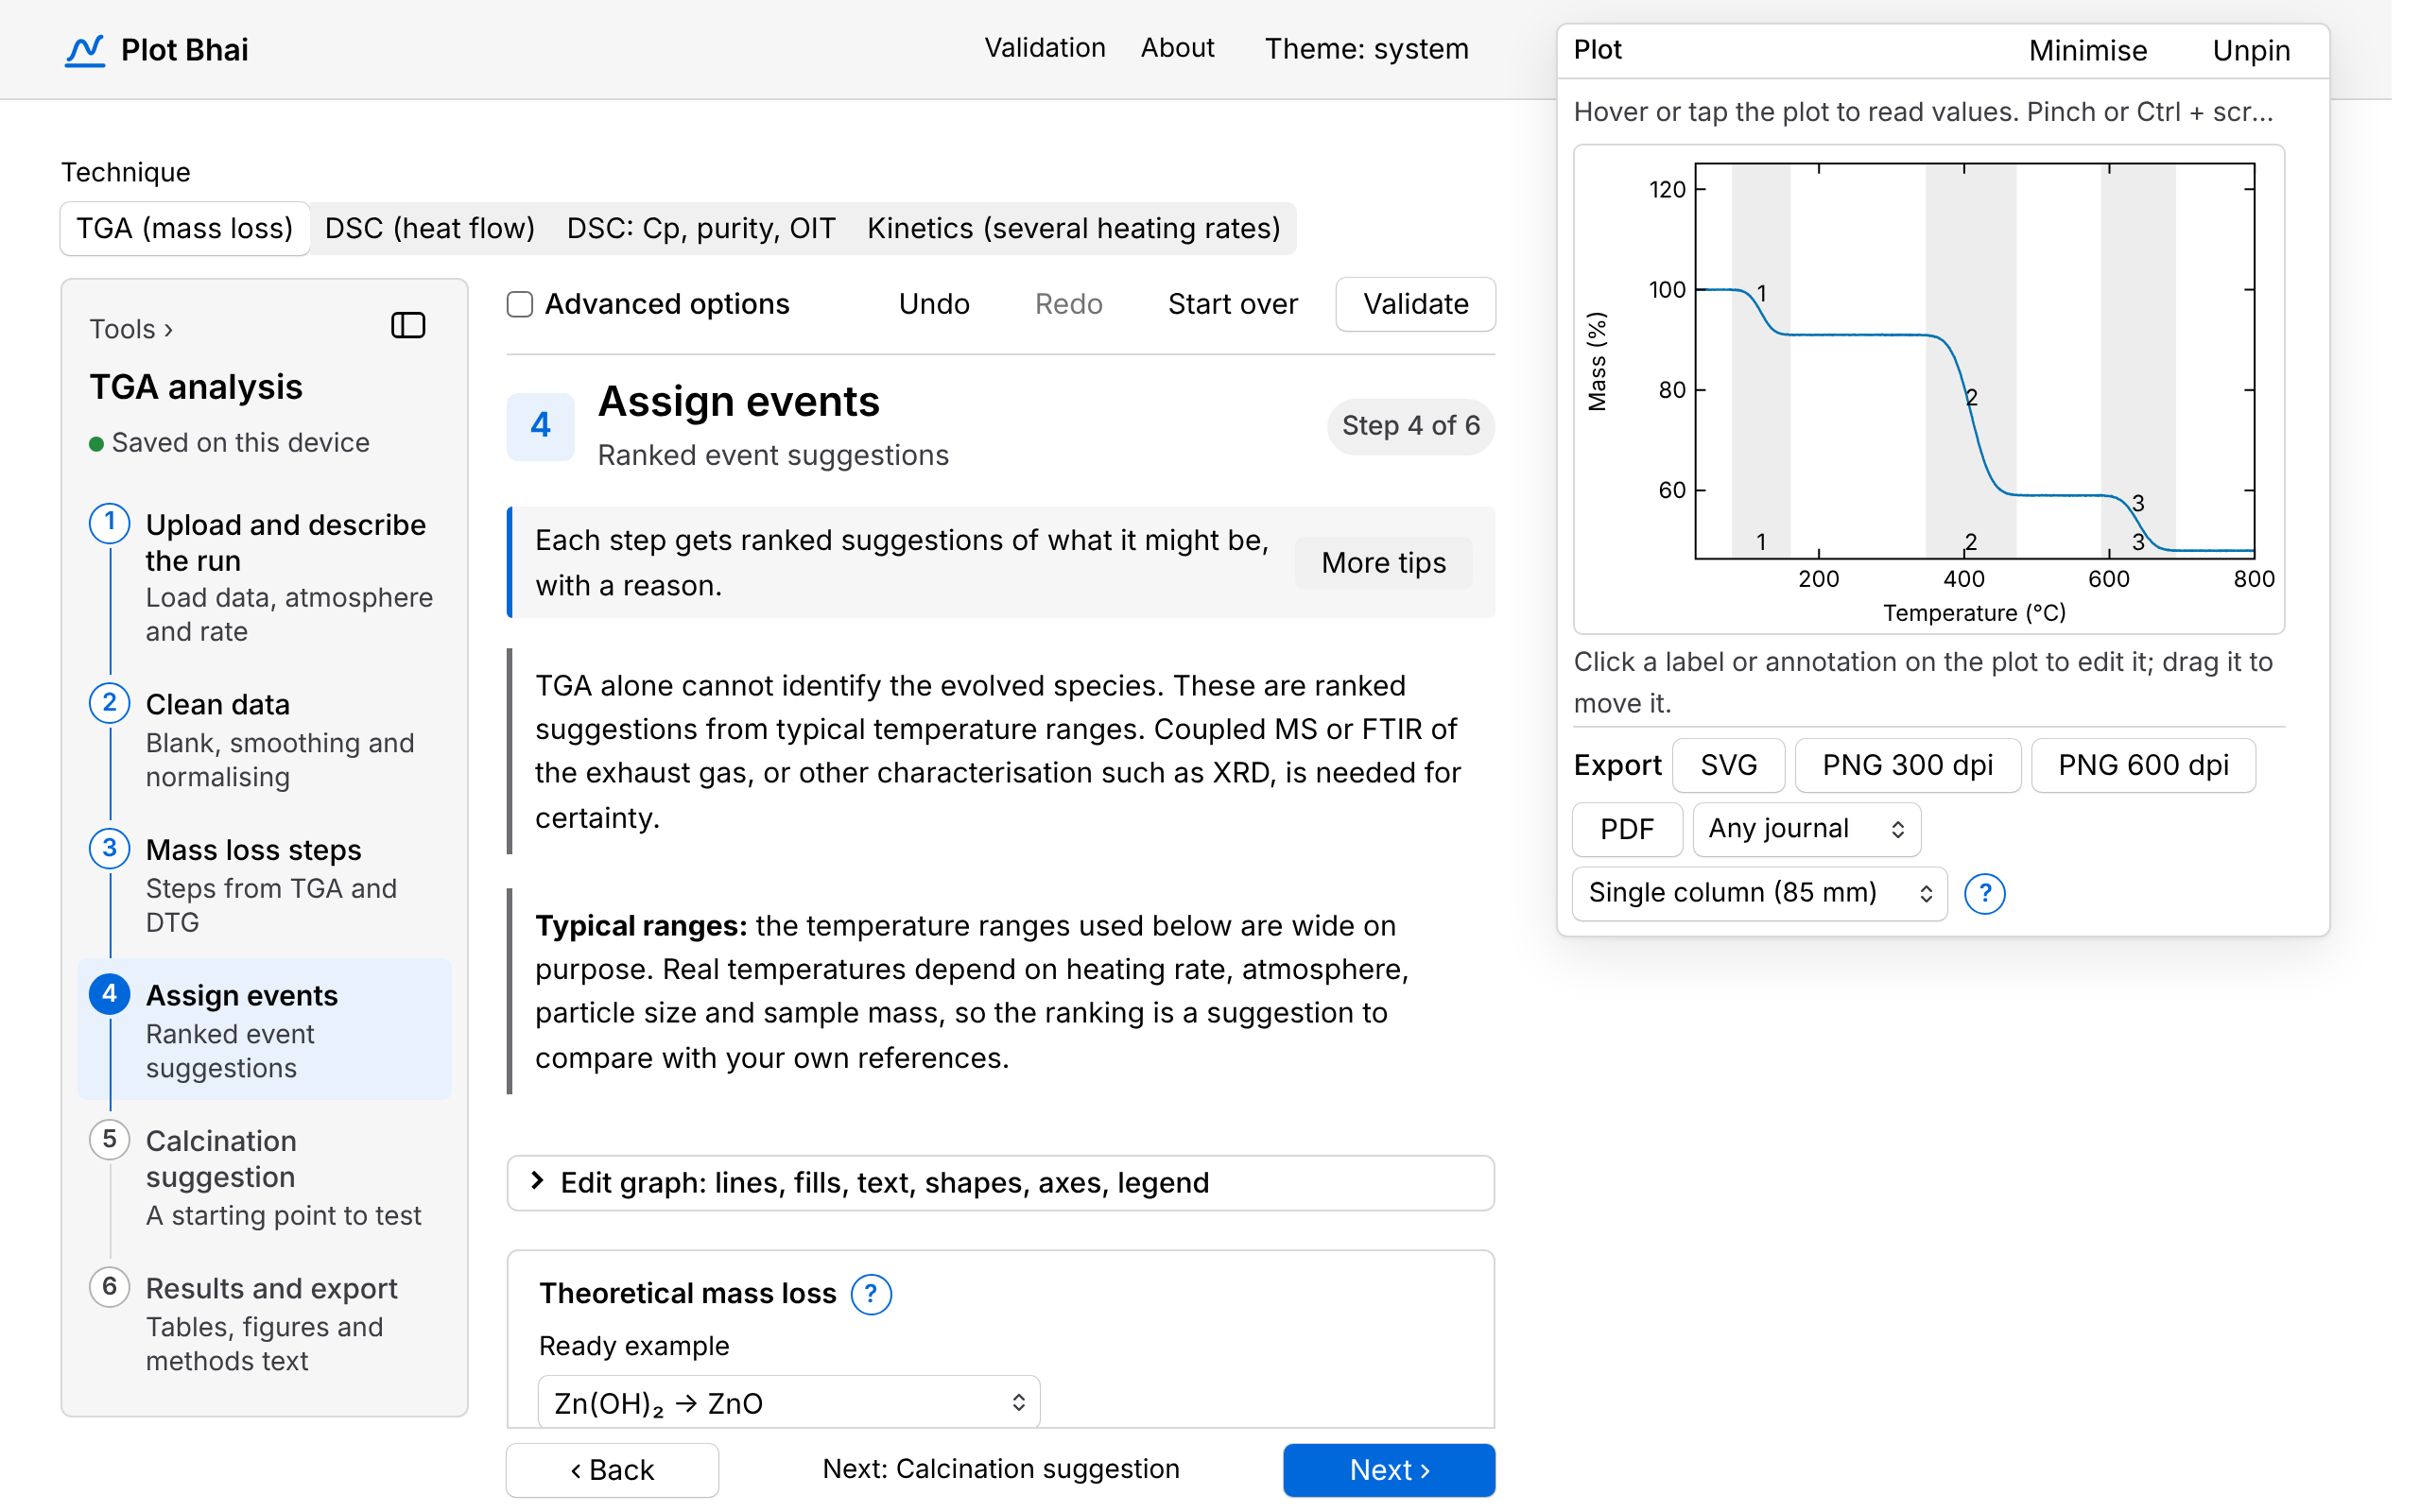 Plot Bhai
Validation
About
Theme: system
Technique
TGA (mass loss)
DSC (heat flow)
DSC: Cp, purity, OIT
Kinetics (several heating rates)
Tools ›
TGA analysis
Saved on this device
1
Upload and describe
the run
Load data, atmosphere
and rate
2
Clean data
Blank, smoothing and
normalising
3
Mass loss steps
Steps from TGA and
DTG
4
Assign events
Ranked event
suggestions
5
Calcination
suggestion
A starting point to test
6
Results and export
Tables, figures and
methods text
Advanced options
Undo
Redo
Start over
Validate
4
Assign events
Ranked event suggestions
Step 4 of 6
Each step gets ranked suggestions of what it might be,
with a reason.
More tips
TGA alone cannot identify the evolved species. These are ranked
suggestions from typical temperature ranges. Coupled MS or FTIR of
the exhaust gas, or other characterisation such as XRD, is needed for
certainty.
Typical ranges: the temperature ranges used below are wide on
purpose. Real temperatures depend on heating rate, atmosphere,
particle size and sample mass, so the ranking is a suggestion to
compare with your own references.
Edit graph: lines, fills, text, shapes, axes, legend
Theoretical mass loss
?
Ready example
Zn(OH)₂ → ZnO
‹ Back
Next: Calcination suggestion
Next ›
Plot
Minimise
Unpin
Hover or tap the plot to read values. Pinch or Ctrl + scr...
120
100
80
60
Mass (%)
1
2
3
1
2
3
200
400
600
800
Temperature (°C)
Click a label or annotation on the plot to edit it; drag it to
move it.
Export
SVG
PNG 300 dpi
PNG 600 dpi
PDF
Any journal
Single column (85 mm)
?